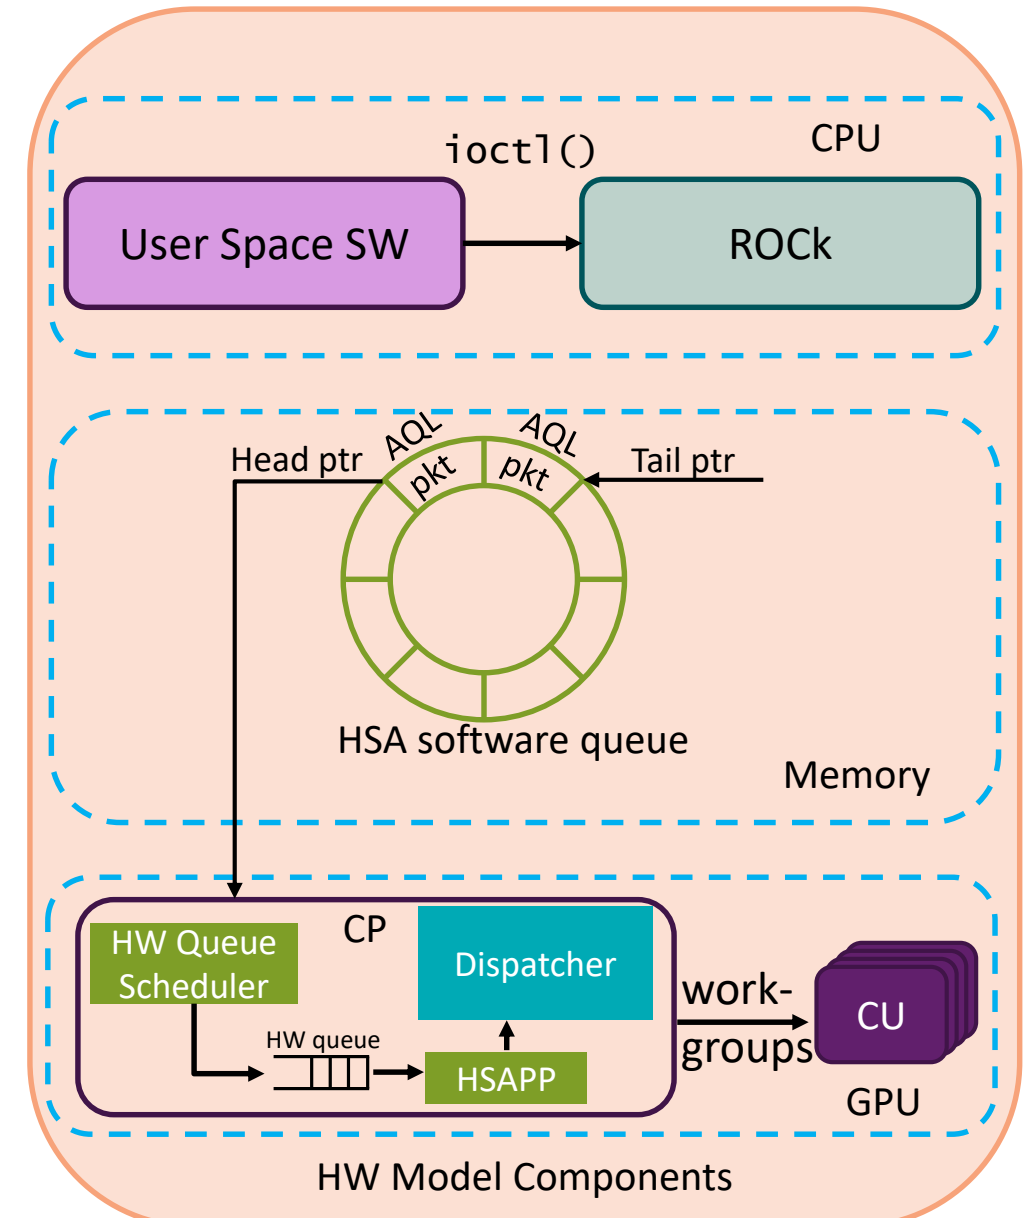 CPU
ioctl()
User Space SW
ROCk
AQL
AQL
Head ptr
pkt
pkt
Tail ptr
HSA software queue
Memory
CP
HW Queue
Scheduler
Dispatcher
HW queue
HSAPP
work-
groups
CU
GPU
HW Model Components